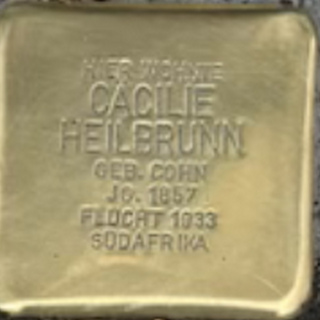 HIER WOHNTE
CÄCILIE
HEILBRUNN
GEB. COHN
JG. 1857
FLUCHT 1933
SÜDAFRIKA